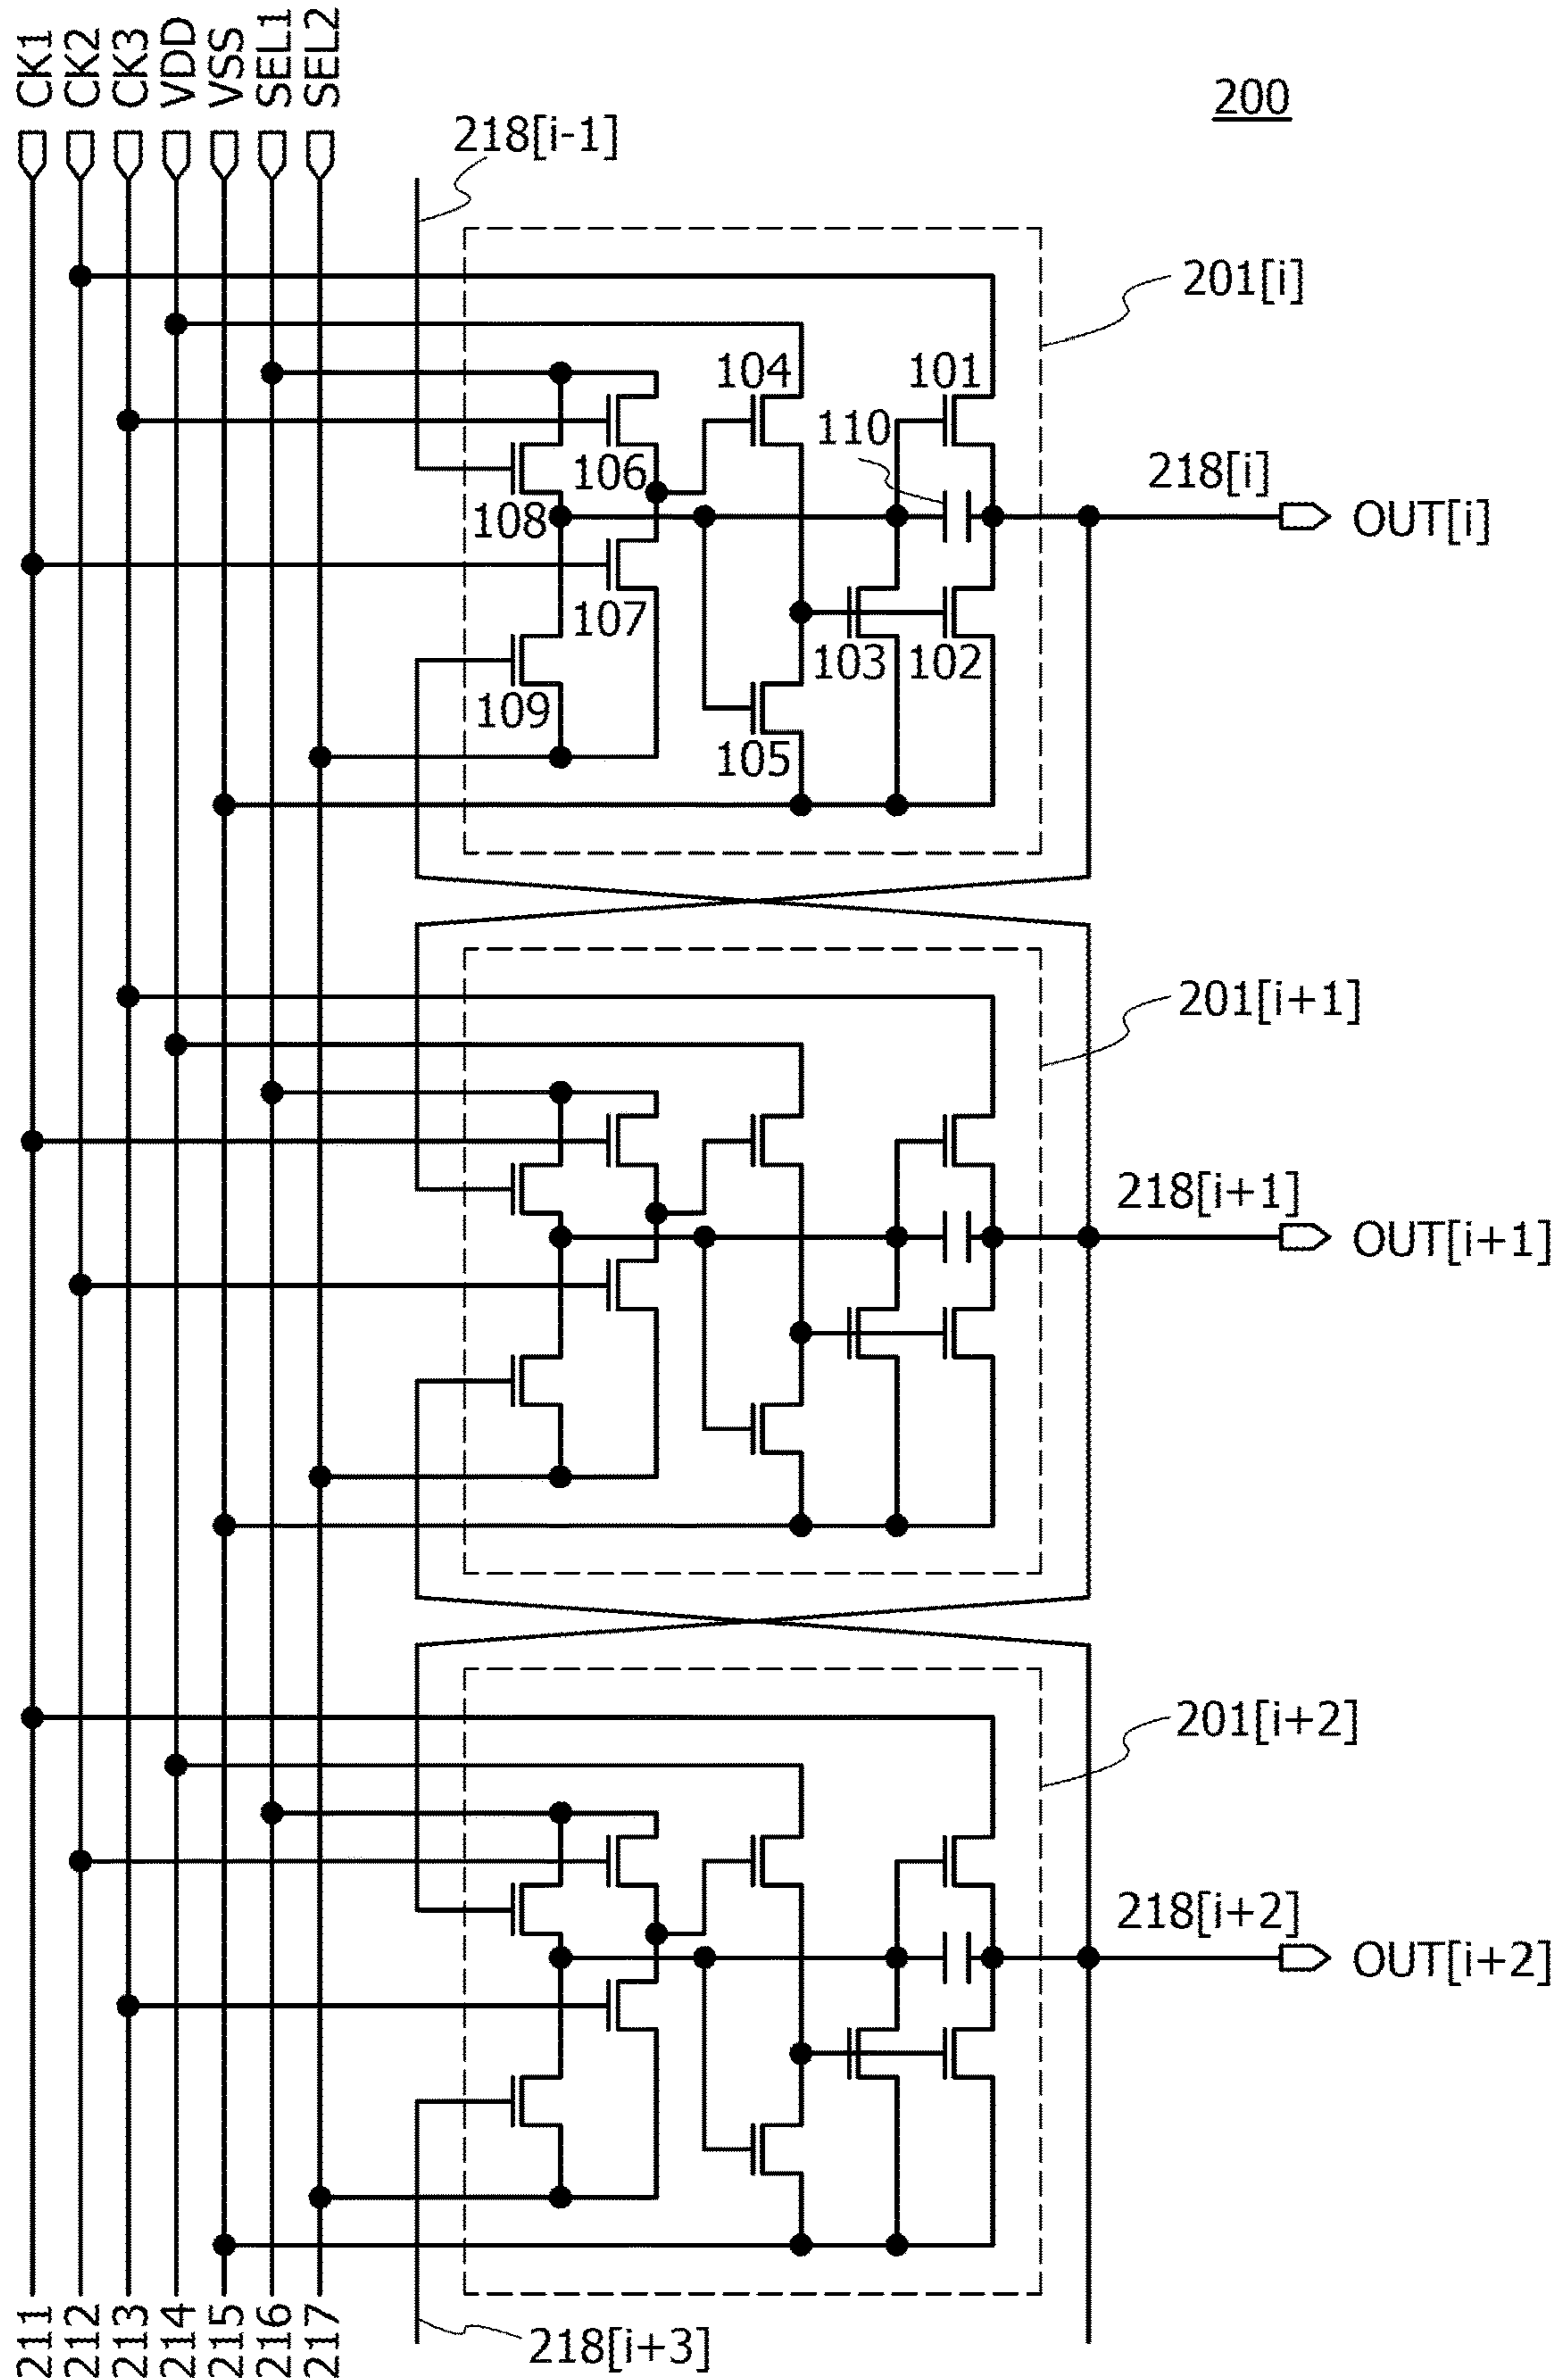 CK1
CK2
CK3
VDD
VSS
SEL1
SEL2
200
218[i-1]
201[i]
104
101
110
106
218[i]
108
OUT[i]
107
103
102
109
105
201[i+1]
218[i+1]
OUT[i+1]
201[i+2]
218[i+2]
OUT[i+2]
211
212
213
214
215
216
217
218[i+3]